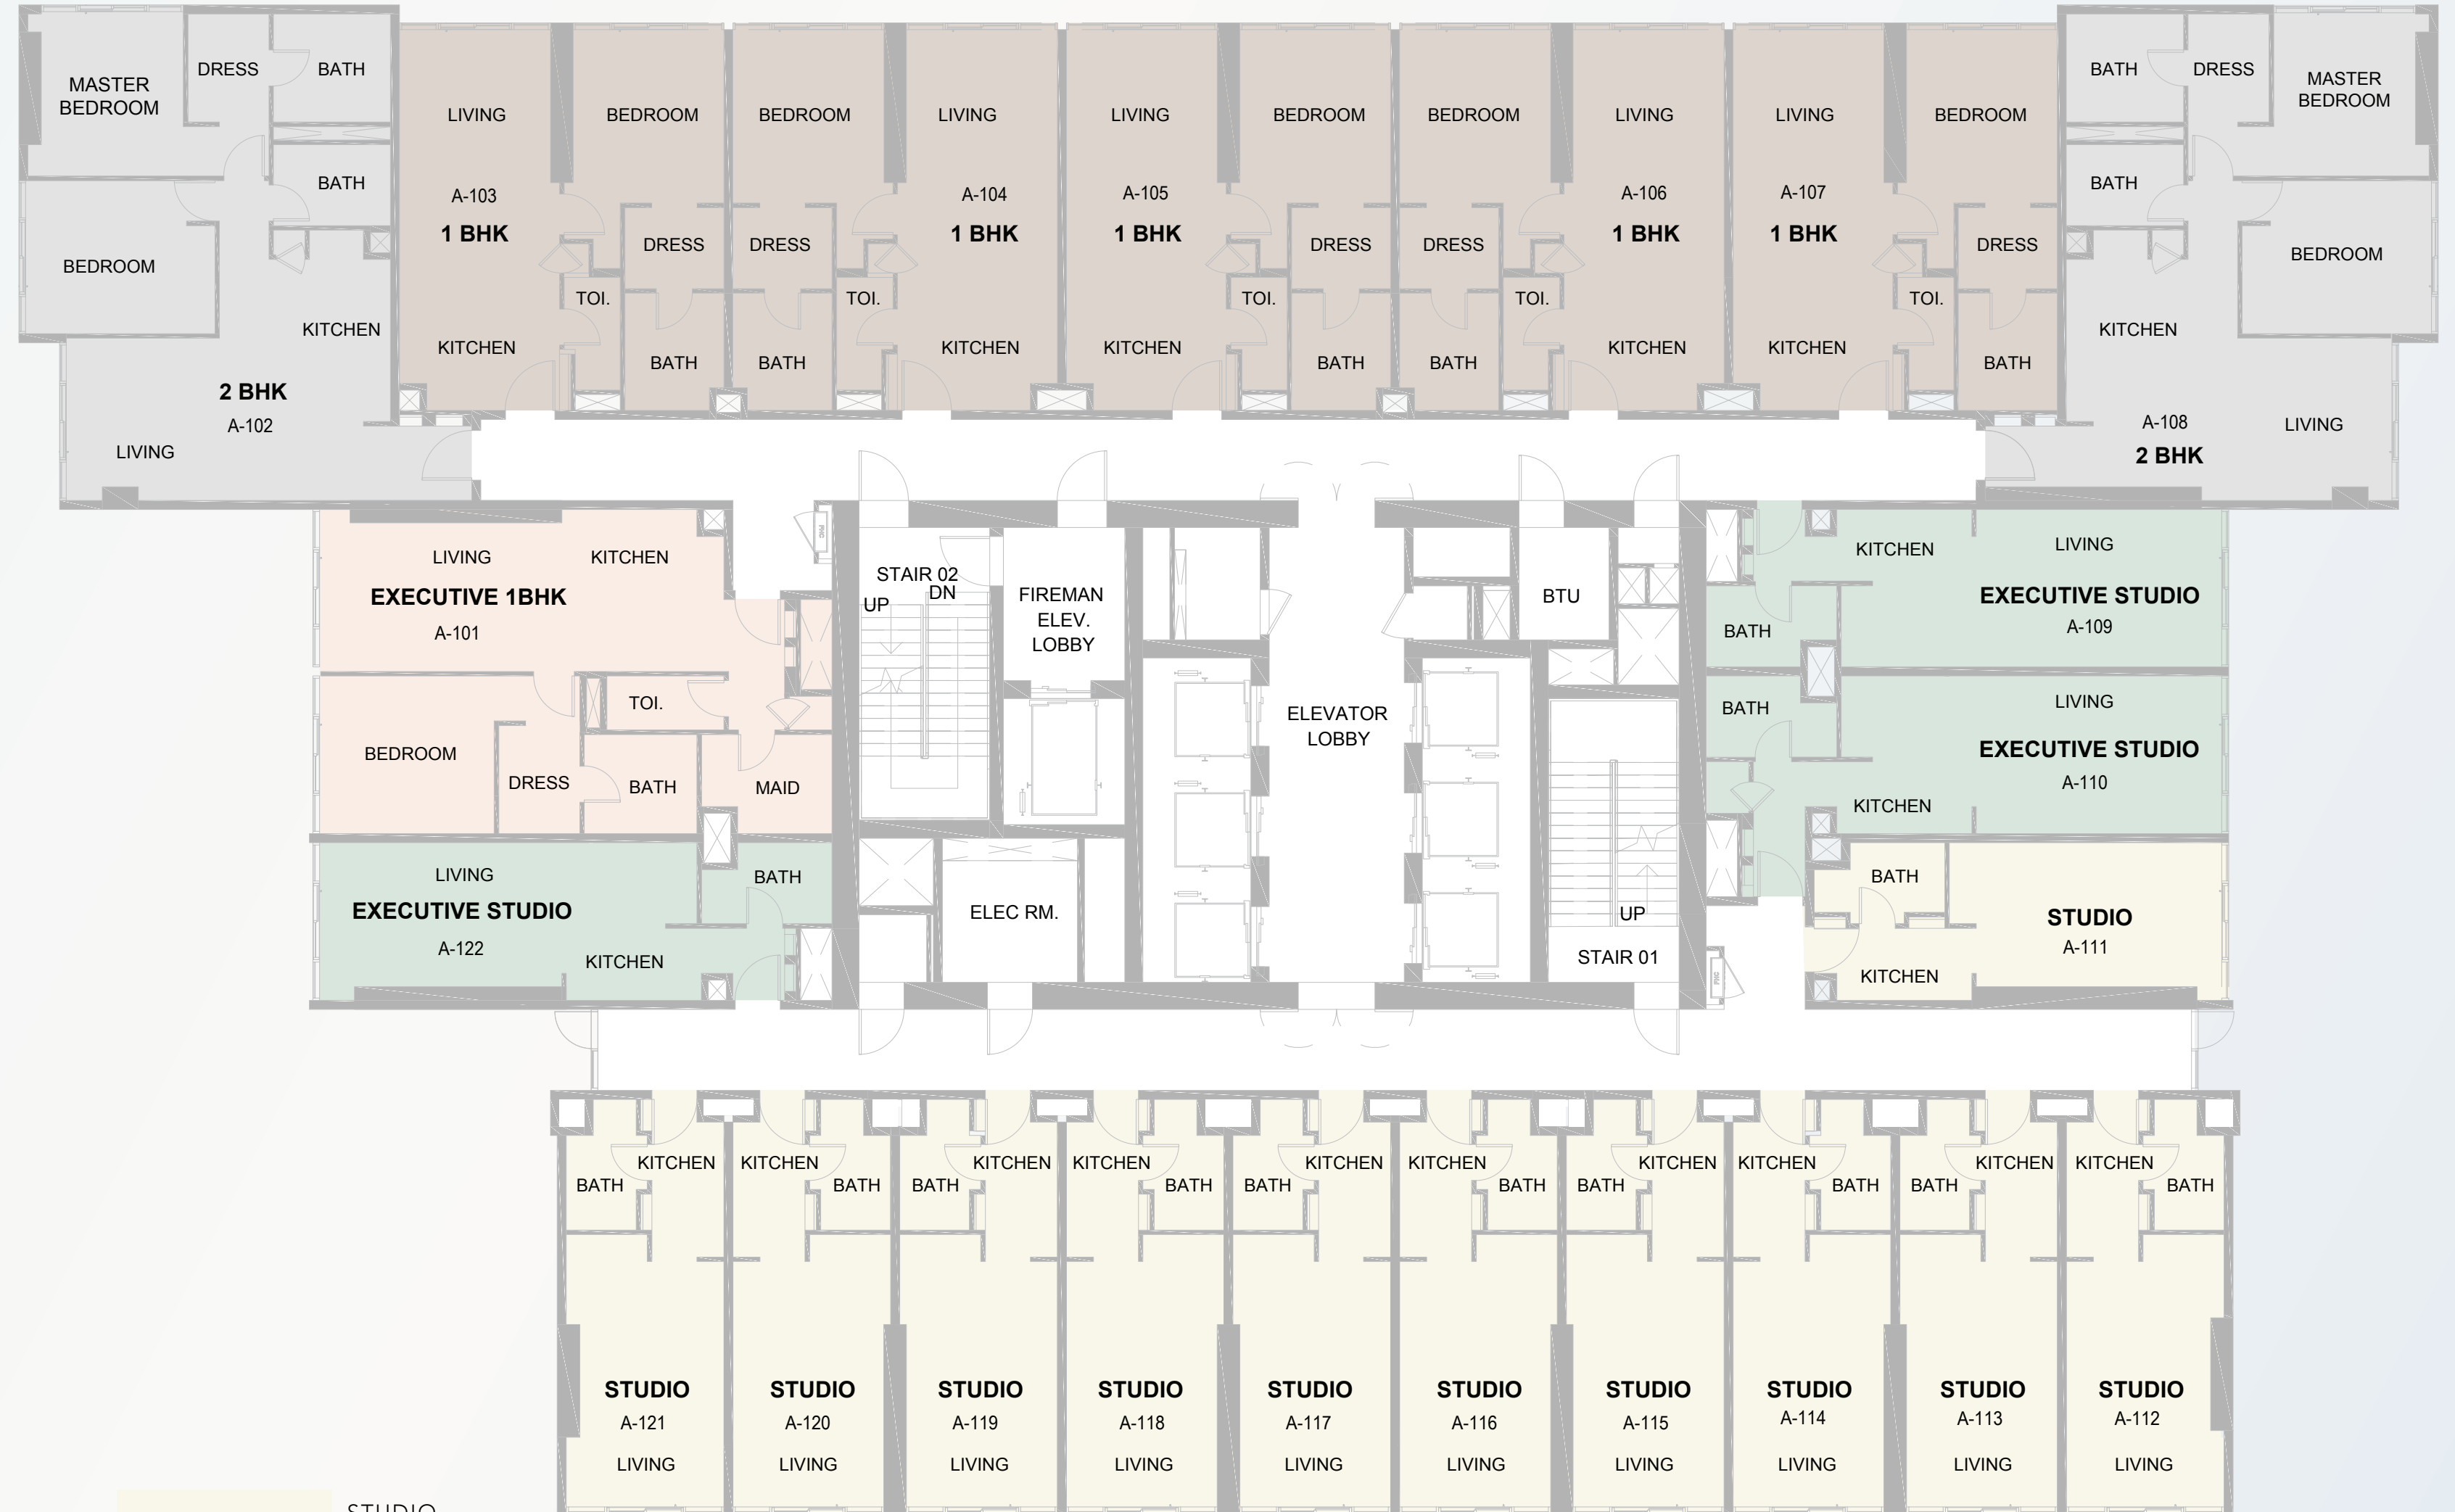 MASTER
BEDROOM
DRESS
BATH
BATH
BEDROOM
KITCHEN
2 BHK
A-102
LIVING
LIVING
A-103
1 BHK
KITCHEN
BEDROOM
DRESS
TOI.
BATH
BEDROOM
DRESS
TOI.
BATH
LIVING
A-104
1 BHK
KITCHEN
LIVING
A-105
1 BHK
KITCHEN
BEDROOM
DRESS
TOI.
BATH
BEDROOM
DRESS
TOI.
BATH
LIVING
A-106
1 BHK
KITCHEN
LIVING
A-107
1 BHK
KITCHEN
BEDROOM
DRESS
TOI.
BATH
BATH
DRESS
MASTER
BEDROOM
BATH
BEDROOM
KITCHEN
A-108
2 BHK
LIVING
LIVING
KITCHEN
EXECUTIVE 1BHK
A-101
TOI.
BEDROOM
DRESS
BATH
MAID
LIVING
BATH
EXECUTIVE STUDIO
A-122
KITCHEN
STAIR 02
DN
UP
FIREMAN
ELEV.
LOBBY
ELEC RM.
ELEVATOR
LOBBY
BTU
UP
STAIR 01
KITCHEN
LIVING
EXECUTIVE STUDIO
A-109
BATH
BATH
LIVING
EXECUTIVE STUDIO
A-110
KITCHEN
BATH
STUDIO
A-111
KITCHEN
BATH
KITCHEN
STUDIO
A-121
LIVING
KITCHEN
BATH
STUDIO
A-120
LIVING
BATH
KITCHEN
STUDIO
A-119
LIVING
KITCHEN
BATH
STUDIO
A-118
LIVING
BATH
KITCHEN
STUDIO
A-117
LIVING
KITCHEN
BATH
STUDIO
A-116
LIVING
BATH
KITCHEN
STUDIO
A-115
LIVING
KITCHEN
BATH
STUDIO
A-114
LIVING
BATH
KITCHEN
STUDIO
A-113
LIVING
KITCHEN
BATH
STUDIO
A-112
LIVING
STUDIO